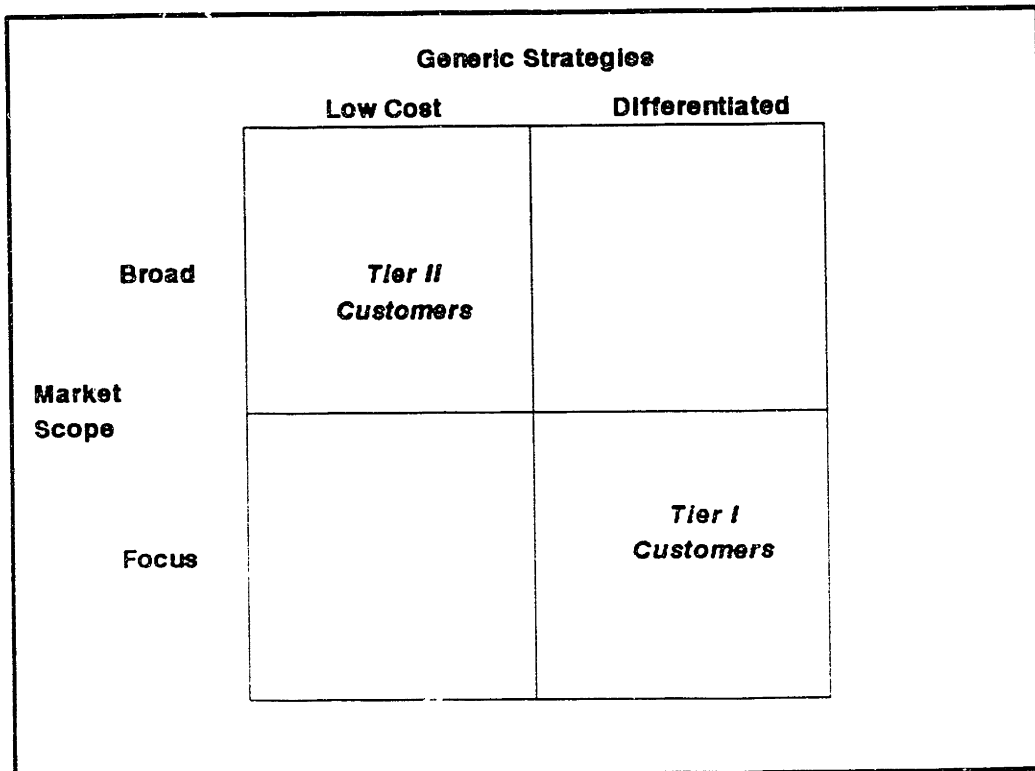 Generic Strategies
Low Cost Differentiated
Broad
Tier II
Customers
Market
Scope
Tier I
Customers
Focus